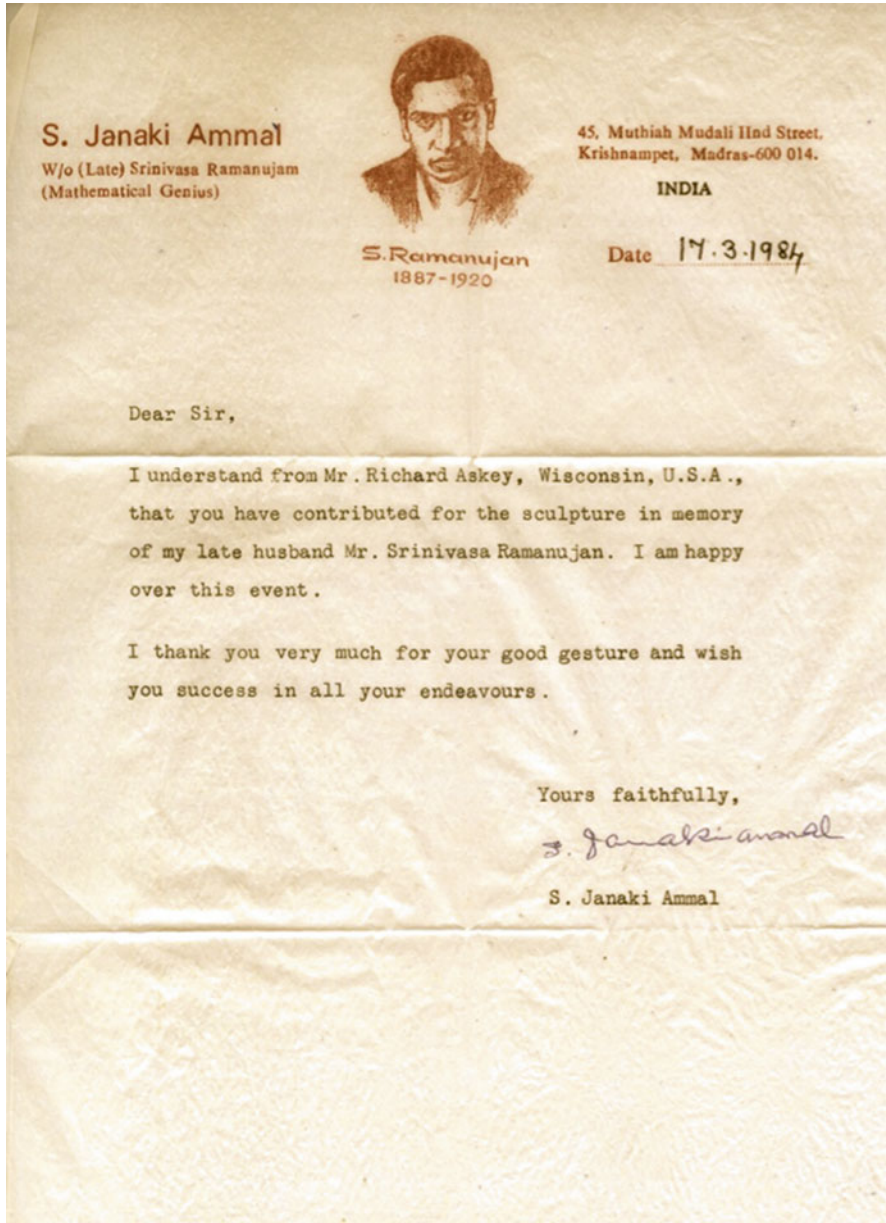 S. Janaki Ammal
W/o (Late) Srinivasa Ramanujam
(Mathematical Genius)
S. Ramanujan
1887-1920
45, Muthiah Mudali IInd Street,
Krishnampet, Madras-600 014.
INDIA
Date 17.3.1984
Dear Sir,
I understand from Mr. Richard Askey, Wisconsin, U.S.A.,
that you have contributed for the sculpture in memory
of my late husband Mr. Srinivasa Ramanujan. I am happy
over this event.
I thank you very much for your good gesture and wish
you success in all your endeavours.
Yours faithfully,
S. Janaki ammal
S. Janaki Ammal